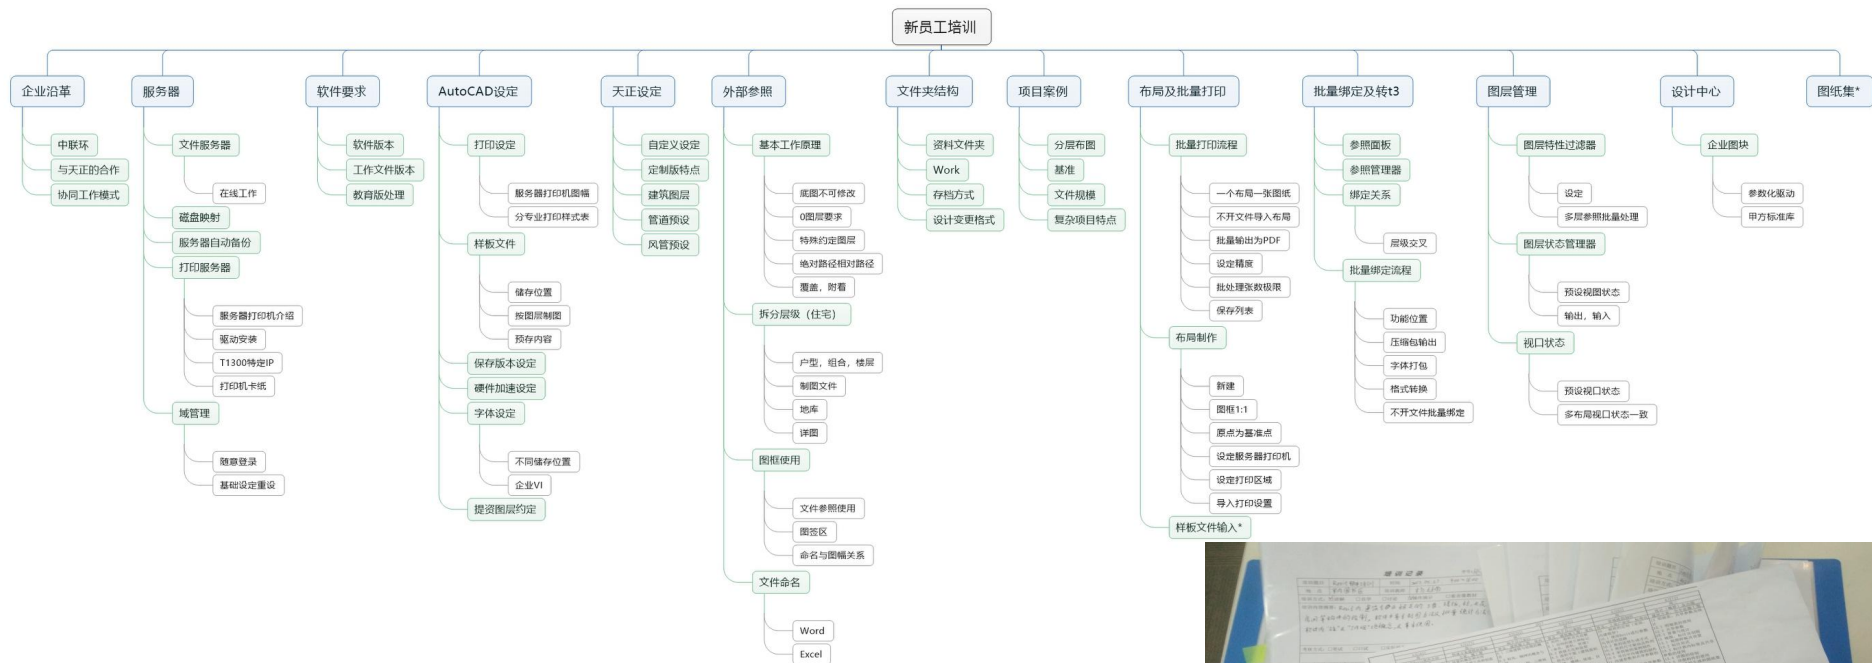 新员工培训
企业沿革
中联环
与天正的合作
协同工作模式
服务器
文件服务器
在线工作
磁盘映射
服务器自动备份
打印服务器
服务器打印机介绍
驱动安装
T1300特定IP
打印机卡纸
域管理
随意登录
基础设定重设
软件要求
软件版本
工作文件版本
教育版处理
AutoCAD设定
打印设定
服务器打印机图幅
分专业打印样式表
样板文件
储存位置
按图层制图
预存内容
保存版本设定
硬件加速设定
字体设定
不同储存位置
企业VI
提资图层约定
天正设定
自定义设定
定制版特点
建筑图层
管道预设
风管预设
外部参照
基本工作原理
底图不可修改
0图层要求
特殊约定图层
绝对路径相对路径
覆盖，附着
拆分层级（住宅）
户型，组合，楼层
制图文件
地库
详图
图框使用
文件参照使用
图签区
命名与图幅关系
文件命名
Word
Excel
文件夹结构
资料文件夹
Work
存档方式
设计变更格式
项目案例
分层布图
基准
文件规模
复杂项目特点
布局及批量打印
批量打印流程
一个布局一张图纸
不开文件导入布局
批量输出为PDF
设定精度
批处理张数极限
保存列表
布局制作
新建
图框1:1
原点为基准点
设定服务器打印机
设定打印区域
导入打印设置
样板文件输入*
批量绑定及转t3
参照面板
参照管理器
绑定关系
层级交叉
批量绑定流程
功能位置
压缩包输出
字体打包
格式转换
不开文件批量绑定
图层管理
图层特性过滤器
设定
多层参照批量处理
图层状态管理器
预设视图状态
输出，输入
视口状态
预设视口状态
多布局视口状态一致
设计中心
企业图块
参数化驱动
甲方标准库
图纸集*